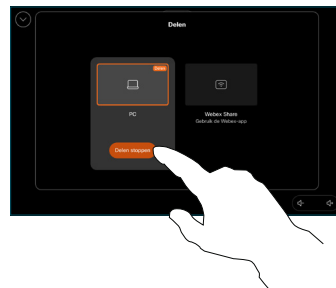 Delen
Delen
PC
Webex Share
Gebruik de Webex-app
Delen stoppen